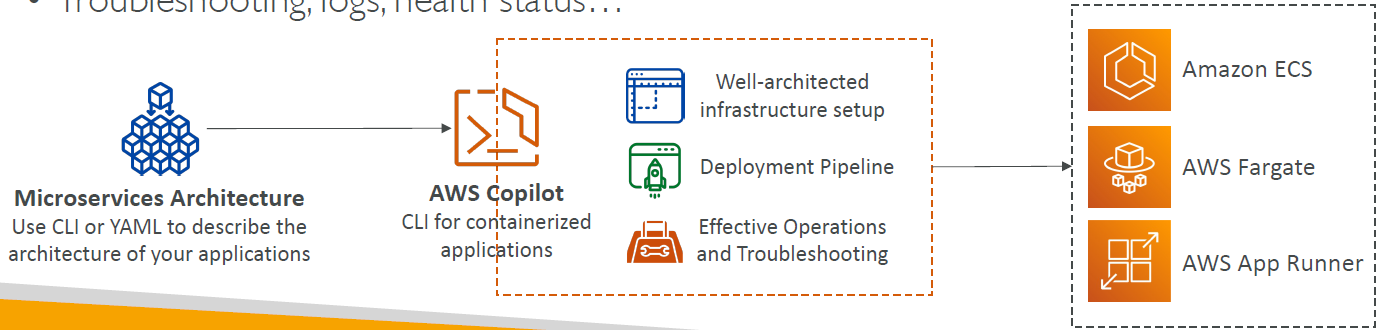 • Troubleshooting, logs, health status…
Microservices Architecture
Use CLI or YAML to describe the
architecture of your applications
AWS Copilot
CLI for containerized
applications
Well-architected
infrastructure setup
Deployment Pipeline
Effective Operations
and Troubleshooting
Amazon ECS
AWS Fargate
AWS App Runner